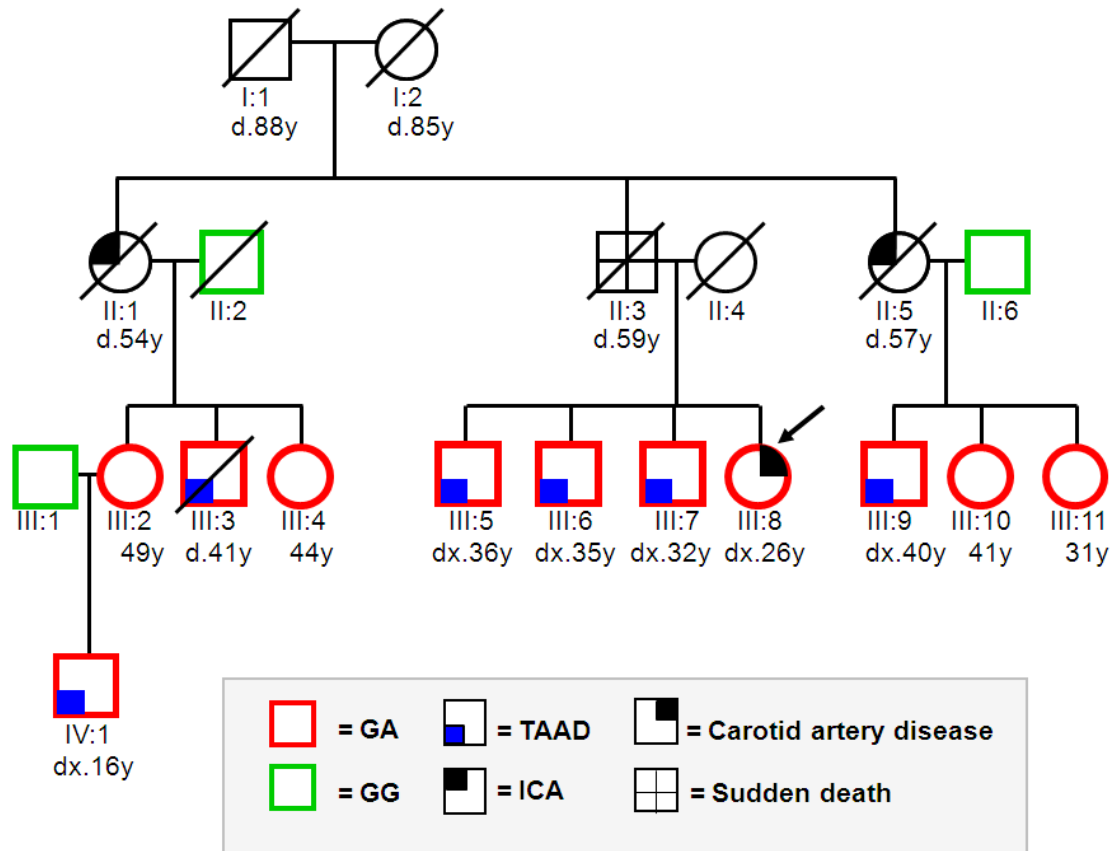 I:1 I:2
d.88y d.85y
II:1 II:2 II:3 II:4 II:5 II:6
d.54y d.59y d.57y
III:1 III:2 III:3 III:4 III:5 III:6 III:7 III:8 III:9 III:10 III:11
49y d.41y 44y dx.36y dx.35y dx.32y dx.26y dx.40y 41y 31y
IV:1
dx.16y
= GA = TAAD = Carotid artery disease
= GG = ICA = Sudden death